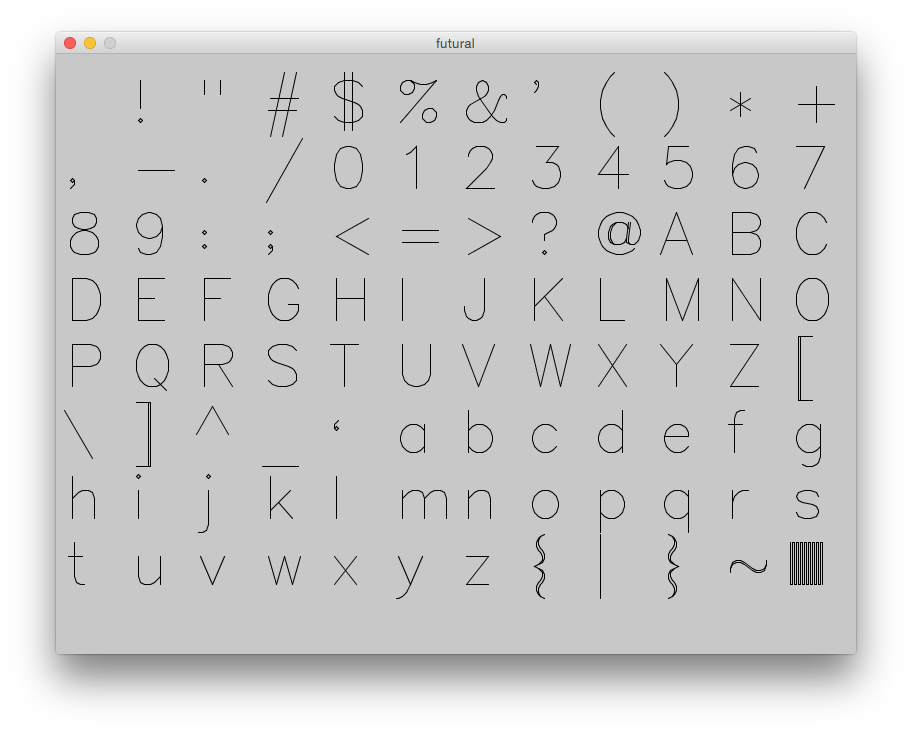 futural
! " # $ % & ' ( ) * +
, - . / 0 1 2 3 4 5 6 7
8 9 : ; < = > ? @ A B C
D E F G H I J K L M N O
P Q R S T U V W X Y Z [
\ ] ^ _ ` a b c d e f g
h i j k l m n o p q r s
t u v w x y z { | } ~